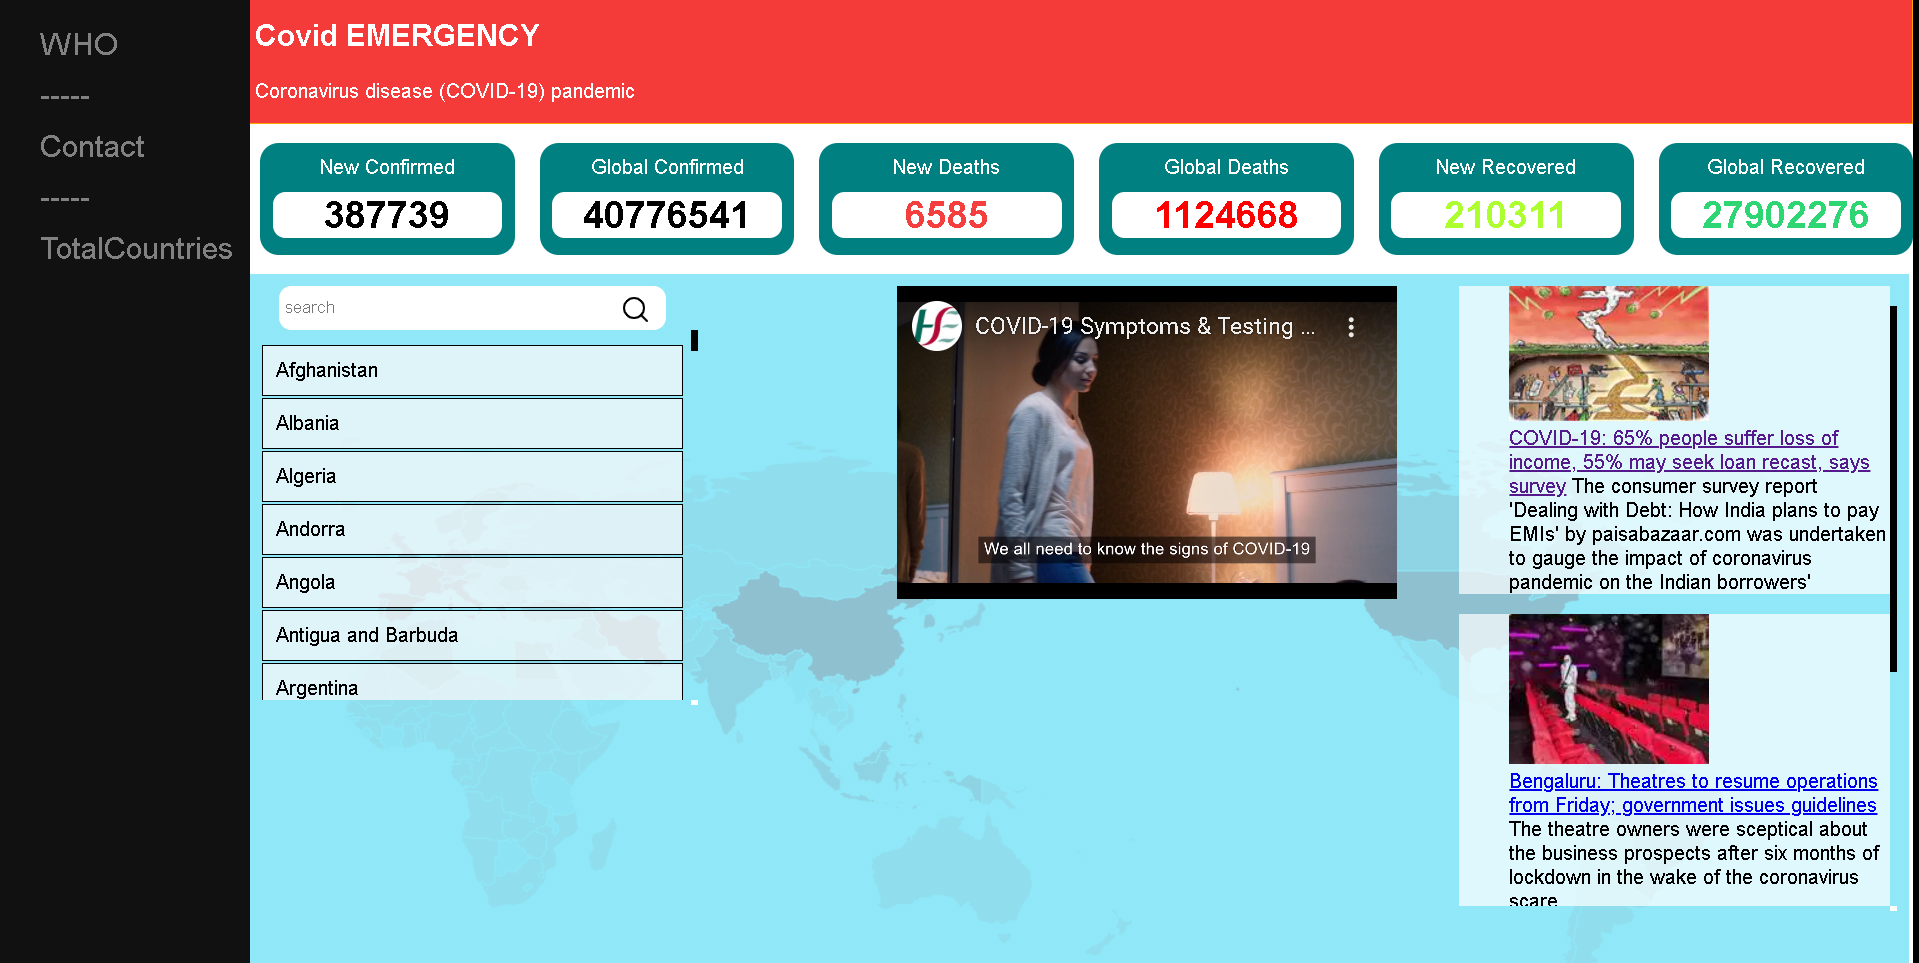 WHO
-----
Contact
-----
TotalCountries
Covid EMERGENCY
Coronavirus disease (COVID-19) pandemic
New Confirmed
387739
Global Confirmed
40776541
New Deaths
6585
Global Deaths
1124668
New Recovered
210311
Global Recovered
27902276
search
Afghanistan
Albania
Algeria
Andorra
Angola
Antigua and Barbuda
Argentina
COVID-19 Symptoms & Testing ...
We all need to know the signs of COVID-19
COVID-19: 65% people suffer loss of
income, 55% may seek loan recast, says
survey The consumer survey report
'Dealing with Debt: How India plans to pay
EMIs' by paisabazaar.com was undertaken
to gauge the impact of coronavirus
pandemic on the Indian borrowers'
Bengaluru: Theatres to resume operations
from Friday; government issues guidelines
The theatre owners were sceptical about
the business prospects after six months of
lockdown in the wake of the coronavirus
scare